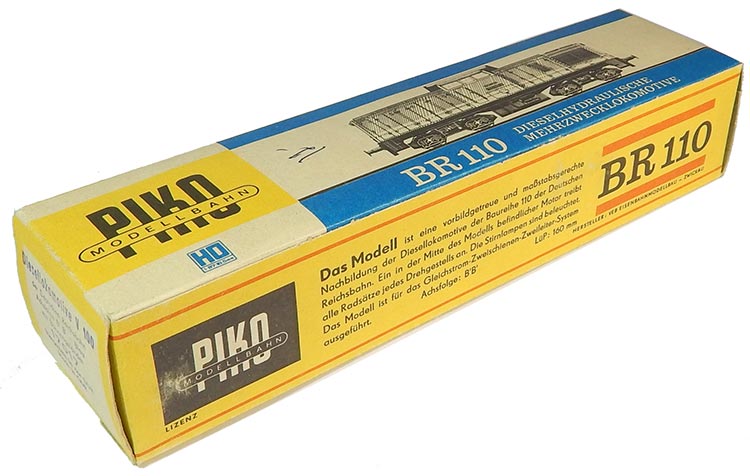 DIESELHYDRAULISCHE
MEHRZWECKLOKOMOTIVE
BR 110
PIKO
MODELLBAHN
HO
BR 110
HERSTELLER · VEB EISENBAHNMODELLBAU – ZWICKAU
Das Modell ist eine vorbildgetreue und maßstabsgerechte
Nachbildung der Diesellokomotive der Baureihe 110 der Deutschen
Reichsbahn. Ein in der Mitte des Modells befindlicher Motor treibt
alle Radsätze jedes Drehgestells an. Die Stirnlampen sind beleuchtet.
Das Modell ist für das Gleichstrom-Zweischienen-Zweileiter-System
ausgeführt.
Achsfolge: B'B'
LüP: 160 mm
PIKO
MODELLBAHN
LIZENZ
Diesellokomotive V 100